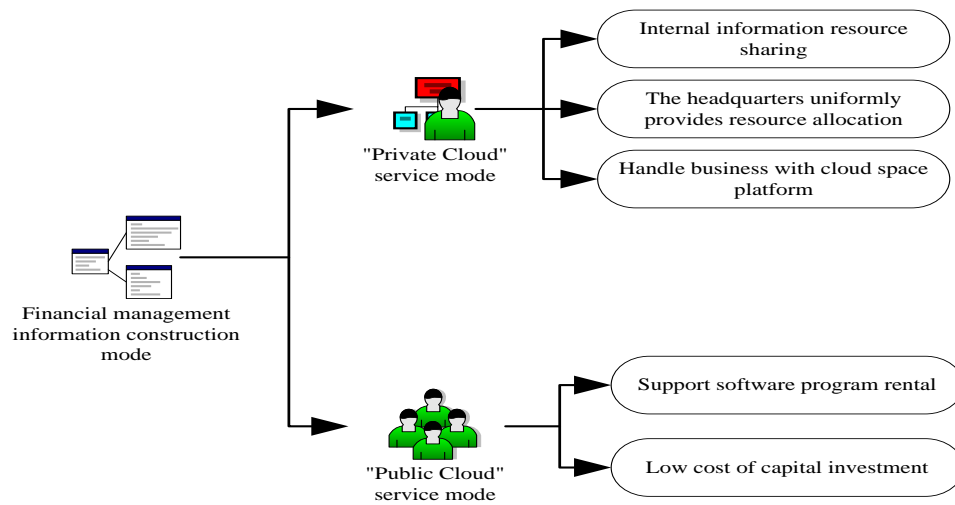 Internal information resource
sharing
The headquarters uniformly
provides resource allocation
"Private Cloud"
service mode
Handle business with cloud space
platform
Financial management
information construction
mode
Support software program rental
Low cost of capital investment
"Public Cloud"
service mode